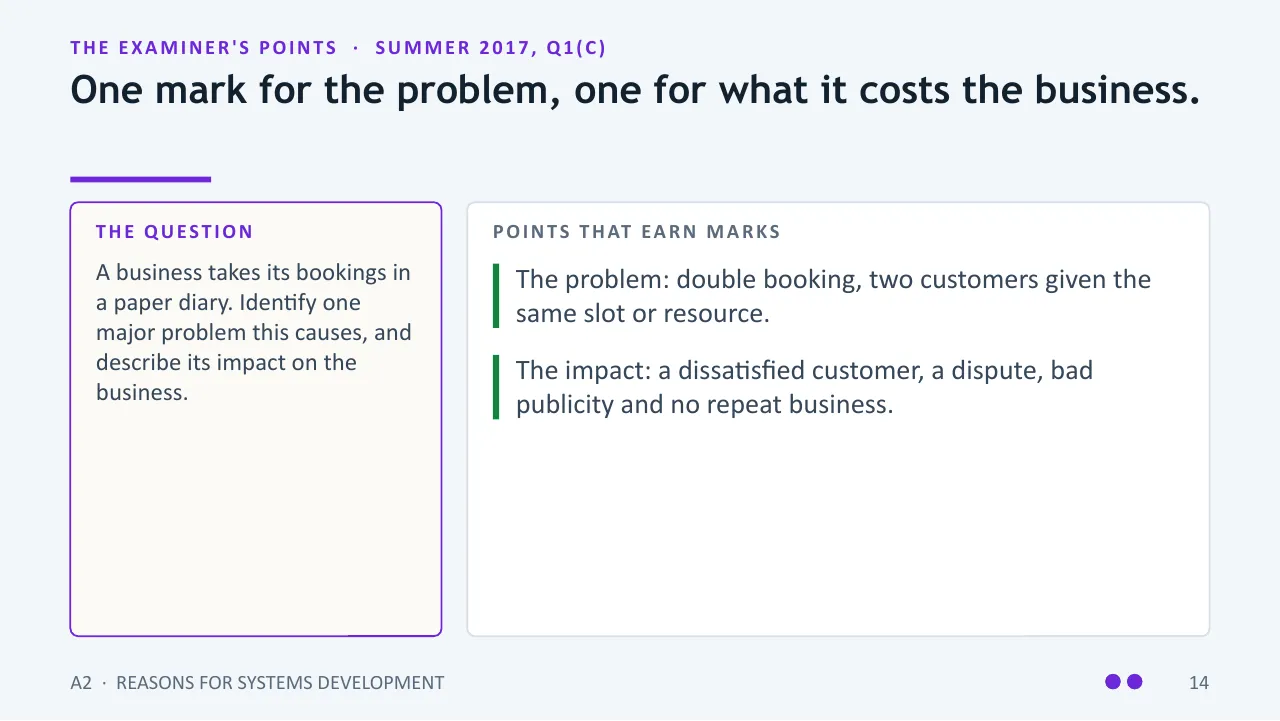 THE EXAMINER'S POINTS · SUMMER 2017, Q1(C)
One mark for the problem, one for what it costs the business.
THE QUESTION
A business takes its bookings in
a paper diary. Identify one
major problem this causes, and
describe its impact on the
business.
POINTS THAT EARN MARKS
The problem: double booking, two customers given the
same slot or resource.
The impact: a dissatisfied customer, a dispute, bad
publicity and no repeat business.
A2 · REASONS FOR SYSTEMS DEVELOPMENT
14